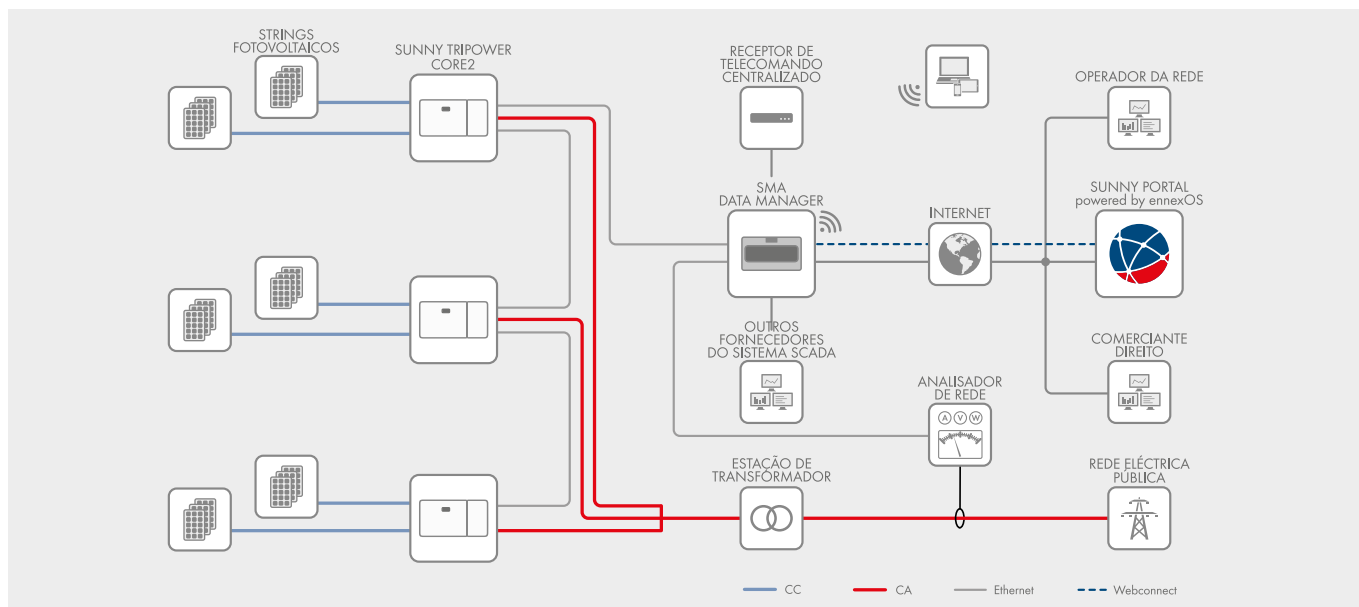 STRINGS
FOTOVOLTAICOS
SUNNY TRIPOWER
CORE2
RECEPTOR DE
TELECOMANDO
CENTRALIZADO
OPERADOR DA REDE
SMA
DATA MANAGER
INTERNET
SUNNY PORTAL
powered by ennexOS
OUTROS
FORNECEDORES
DO SISTEMA SCADA
ANALISADOR
DE REDE
A V W
COMERCIANTE
DIREITO
ESTAÇÃO DE
TRANSFORMADOR
REDE ELÉCTRICA
PÚBLICA
CC
CA
Ethernet
Webconnect